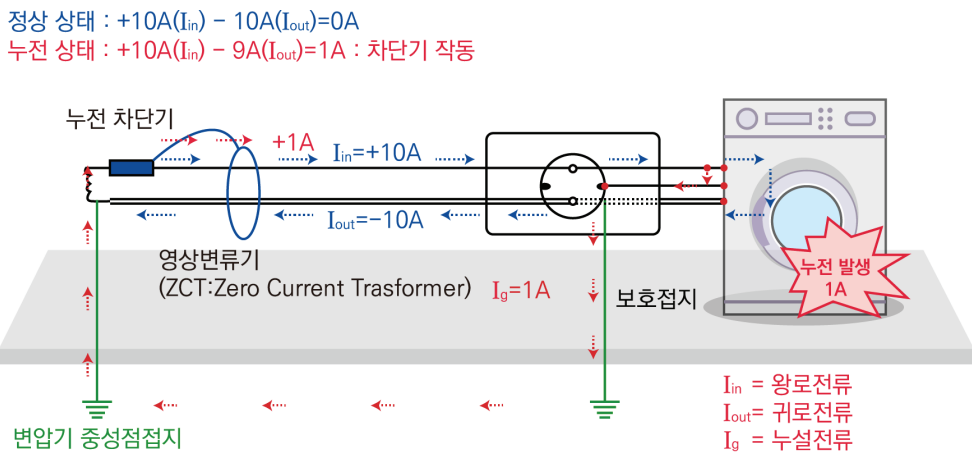 정상 상태 : +10A(Iin) − 10A(Iout)=0A
누전 상태 : +10A(Iin) − 9A(Iout)=1A : 차단기 작동
누전 차단기
+1A
Iin=+10A
Iout=−10A
영상변류기
(ZCT:Zero Current Trasformer)
Ig=1A
보호접지
누전 발생
1A
변압기 중성점접지
Iin = 왕로전류
Iout= 귀로전류
Ig = 누설전류